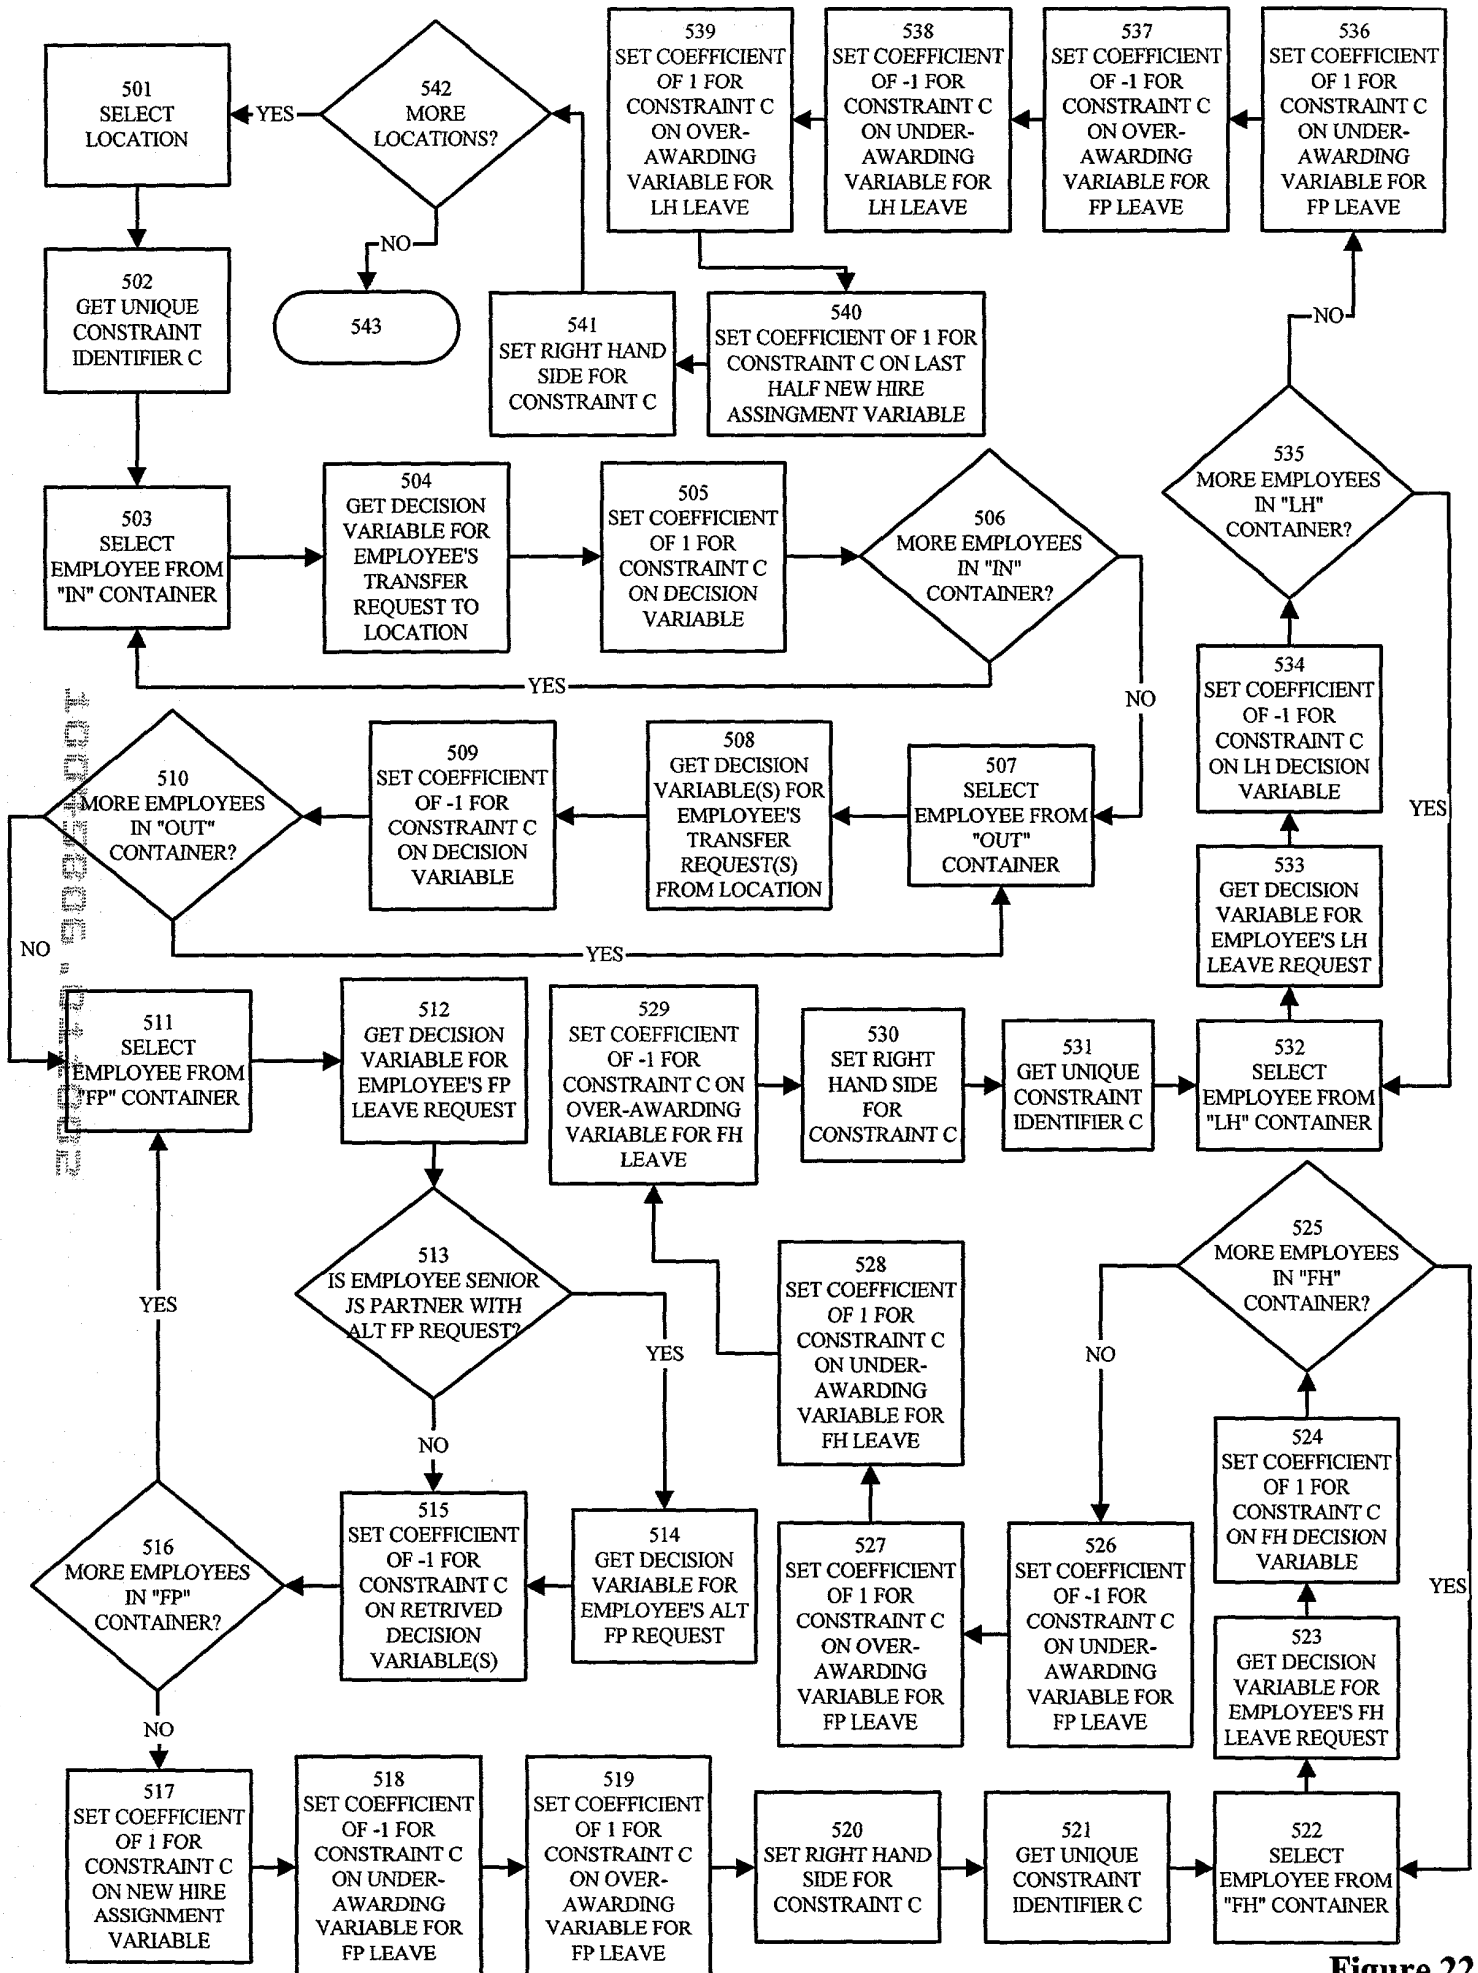 501
SELECT
LOCATION
YES
542
MORE
LOCATIONS?
NO
543
539
SET COEFFICIENT
OF 1 FOR
CONSTRAINT C
ON OVER-
AWARDING
VARIABLE FOR
LH LEAVE
538
SET COEFFICIENT
OF -1 FOR
CONSTRAINT C
ON UNDER-
AWARDING
VARIABLE FOR
LH LEAVE
537
SET COEFFICIENT
OF -1 FOR
CONSTRAINT C
ON OVER-
AWARDING
VARIABLE FOR
FP LEAVE
536
SET COEFFICIENT
OF 1 FOR
CONSTRAINT C
ON UNDER-
AWARDING
VARIABLE FOR
FP LEAVE
502
GET UNIQUE
CONSTRAINT
IDENTIFIER C
541
SET RIGHT HAND
SIDE FOR
CONSTRAINT C
540
SET COEFFICIENT OF 1 FOR
CONSTRAINT C ON LAST
HALF NEW HIRE
ASSINGMENT VARIABLE
NO
535
MORE EMPLOYEES
IN "LH"
CONTAINER?
503
SELECT
EMPLOYEE FROM
"IN" CONTAINER
504
GET DECISION
VARIABLE FOR
EMPLOYEE'S
TRANSFER
REQUEST TO
LOCATION
505
SET COEFFICIENT
OF 1 FOR
CONSTRAINT C
ON DECISION
VARIABLE
506
MORE EMPLOYEES
IN "IN"
CONTAINER?
YES
NO
534
SET COEFFICIENT
OF -1 FOR
CONSTRAINT C
ON LH DECISION
VARIABLE
YES
510
MORE EMPLOYEES
IN "OUT"
CONTAINER?
509
SET COEFFICIENT
OF -1 FOR
CONSTRAINT C
ON DECISION
VARIABLE
508
GET DECISION
VARIABLE(S) FOR
EMPLOYEE'S
TRANSFER
REQUEST(S)
FROM LOCATION
507
SELECT
EMPLOYEE FROM
"OUT"
CONTAINER
533
GET DECISION
VARIABLE FOR
EMPLOYEE'S LH
LEAVE REQUEST
NO
YES
511
SELECT
EMPLOYEE FROM
"FP" CONTAINER
512
GET DECISION
VARIABLE FOR
EMPLOYEE'S FP
LEAVE REQUEST
529
SET COEFFICIENT
OF -1 FOR
CONSTRAINT C ON
OVER-AWARDING
VARIABLE FOR FH
LEAVE
530
SET RIGHT
HAND SIDE
FOR
CONSTRAINT C
531
GET UNIQUE
CONSTRAINT
IDENTIFIER C
532
SELECT
EMPLOYEE FROM
"LH" CONTAINER
513
IS EMPLOYEE SENIOR
JS PARTNER WITH
ALT FP REQUEST?
YES
YES
NO
528
SET COEFFICIENT
OF 1 FOR
CONSTRAINT C
ON UNDER-
AWARDING
VARIABLE FOR
FH LEAVE
525
MORE EMPLOYEES
IN "FH"
CONTAINER?
NO
YES
516
MORE EMPLOYEES
IN "FP"
CONTAINER?
515
SET COEFFICIENT
OF -1 FOR
CONSTRAINT C
ON RETRIVED
DECISION
VARIABLE(S)
514
GET DECISION
VARIABLE FOR
EMPLOYEE'S ALT
FP REQUEST
527
SET COEFFICIENT
OF 1 FOR
CONSTRAINT C
ON OVER-
AWARDING
VARIABLE FOR
FP LEAVE
526
SET COEFFICIENT
OF -1 FOR
CONSTRAINT C
ON UNDER-
AWARDING
VARIABLE FOR
FP LEAVE
524
SET COEFFICIENT
OF 1 FOR
CONSTRAINT C
ON FH DECISION
VARIABLE
523
GET DECISION
VARIABLE FOR
EMPLOYEE'S FH
LEAVE REQUEST
NO
517
SET COEFFICIENT
OF 1 FOR
CONSTRAINT C
ON NEW HIRE
ASSIGNMENT
VARIABLE
518
SET COEFFICIENT
OF -1 FOR
CONSTRAINT C
ON UNDER-
AWARDING
VARIABLE FOR
FP LEAVE
519
SET COEFFICIENT
OF 1 FOR
CONSTRAINT C
ON OVER-
AWARDING
VARIABLE FOR
FP LEAVE
520
SET RIGHT HAND
SIDE FOR
CONSTRAINT C
521
GET UNIQUE
CONSTRAINT
IDENTIFIER C
522
SELECT
EMPLOYEE FROM
"FH" CONTAINER
Figure 22